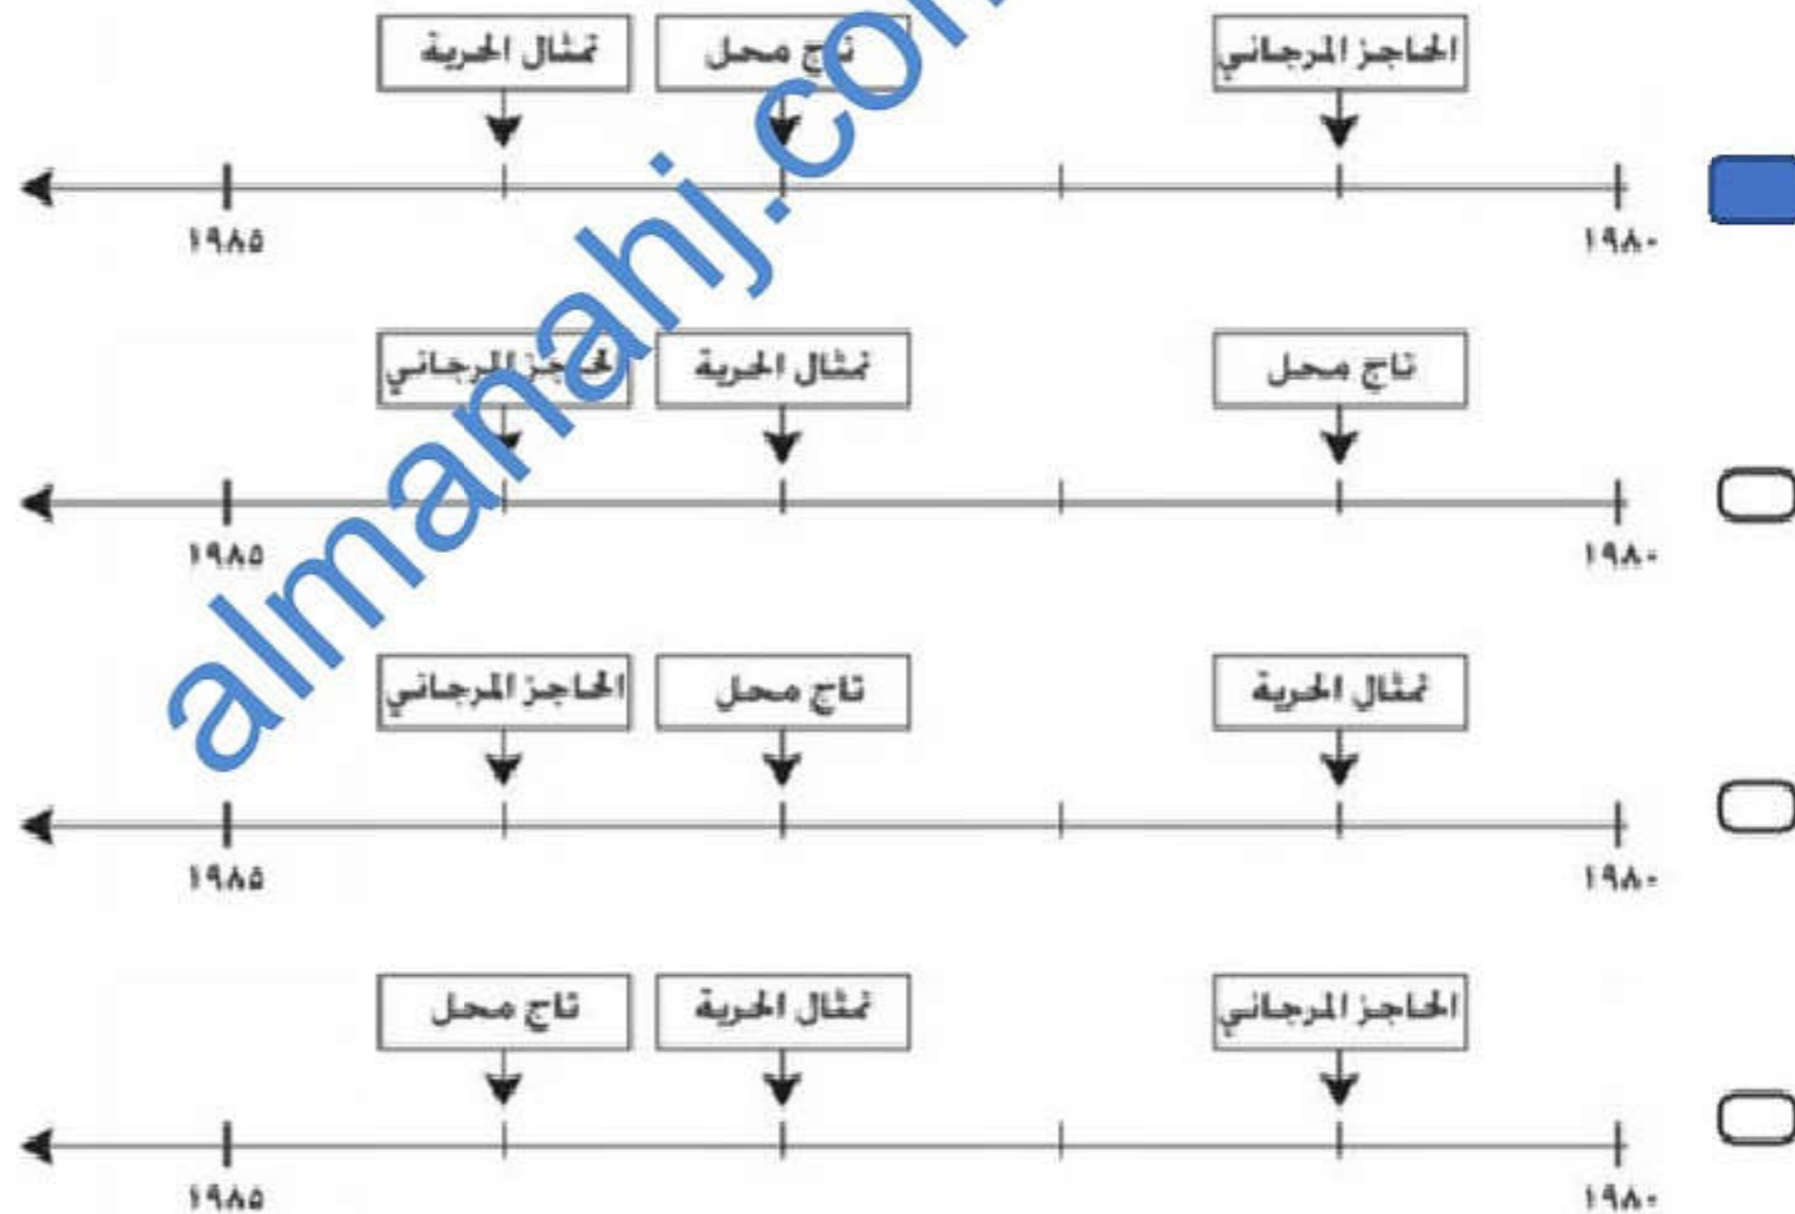 الحاجز المرجاني تاج محل تمثال الحرية
١٩٨٠ ١٩٨٥
تاج محل تمثال الحرية الحاجز المرجاني
١٩٨٠ ١٩٨٥
تمثال الحرية تاج محل الحاجز المرجاني
١٩٨٠ ١٩٨٥
الحاجز المرجاني تمثال الحرية تاج محل
١٩٨٠ ١٩٨٥
almanahj.com